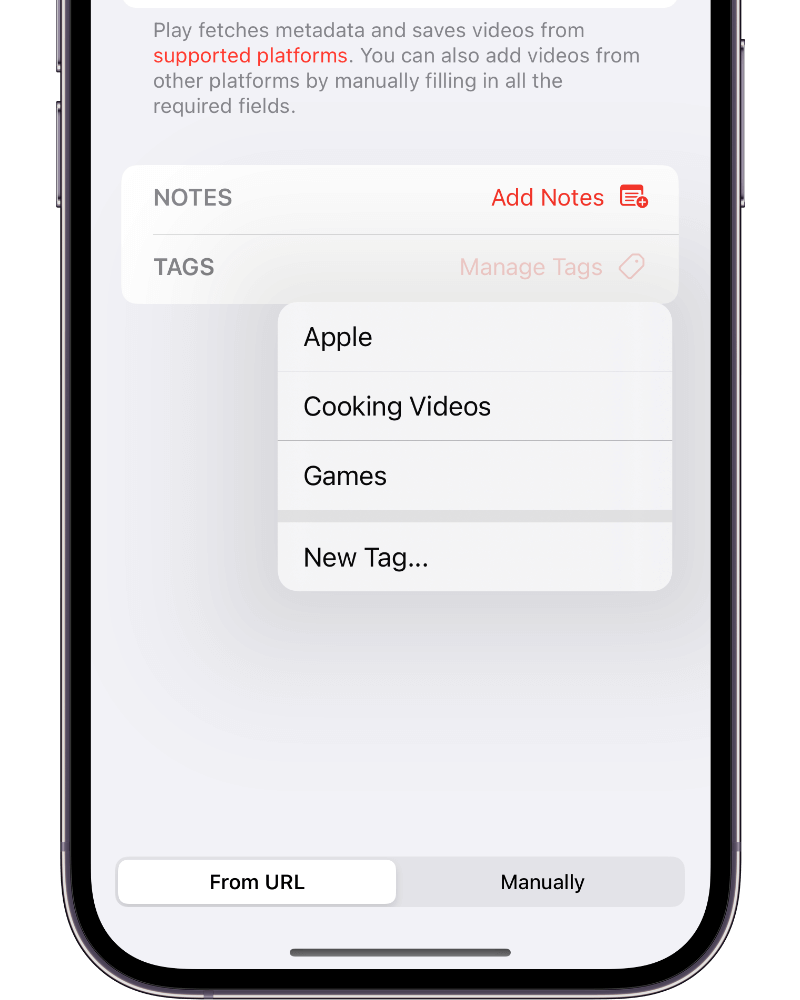 Play fetches metadata and saves videos from
supported platforms. You can also add videos from
other platforms by manually filling in all the
required fields.
NOTES Add Notes
TAGS Manage Tags
Apple
Cooking Videos
Games
New Tag...
From URL Manually